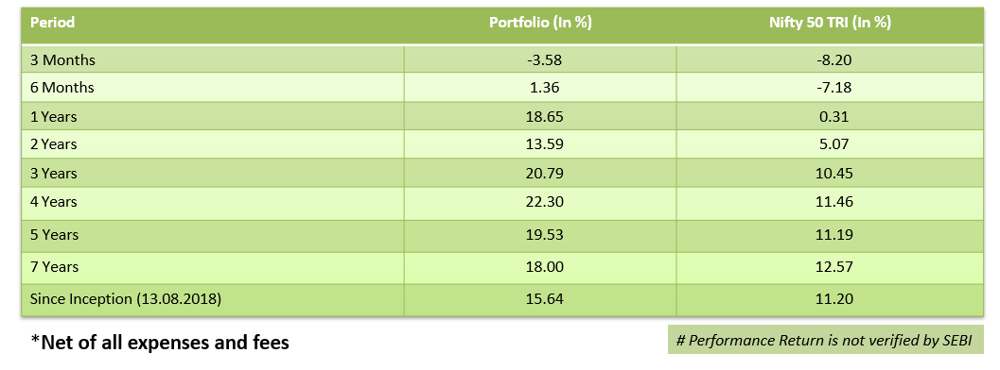 Period Portfolio (In %) Nifty 50 TRI (In %)
3 Months -3.58 -8.20
6 Months 1.36 -7.18
1 Years 18.65 0.31
2 Years 13.59 5.07
3 Years 20.79 10.45
4 Years 22.30 11.46
5 Years 19.53 11.19
7 Years 18.00 12.57
Since Inception (13.08.2018) 15.64 11.20
*Net of all expenses and fees
# Performance Return is not verified by SEBI